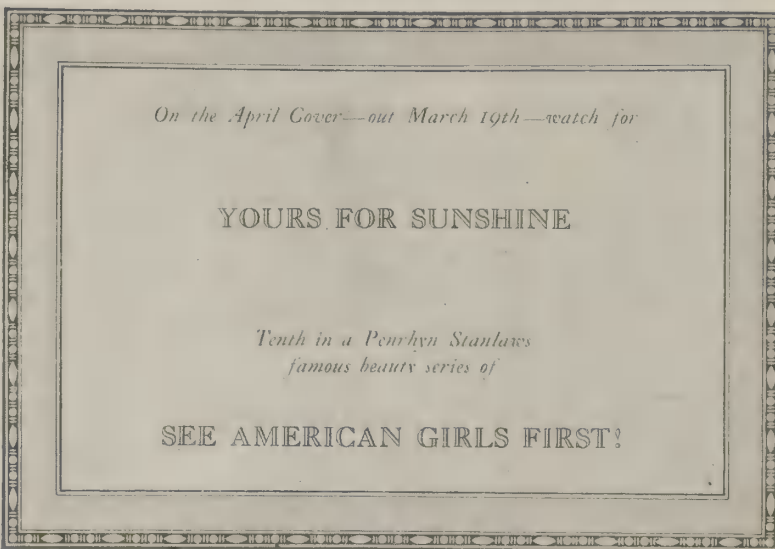 On the April Cover—out March 19th—watch for
YOURS FOR SUNSHINE
Tenth in a Penrhyn Stanlaws
famous beauty series of
SEE AMERICAN GIRLS FIRST!